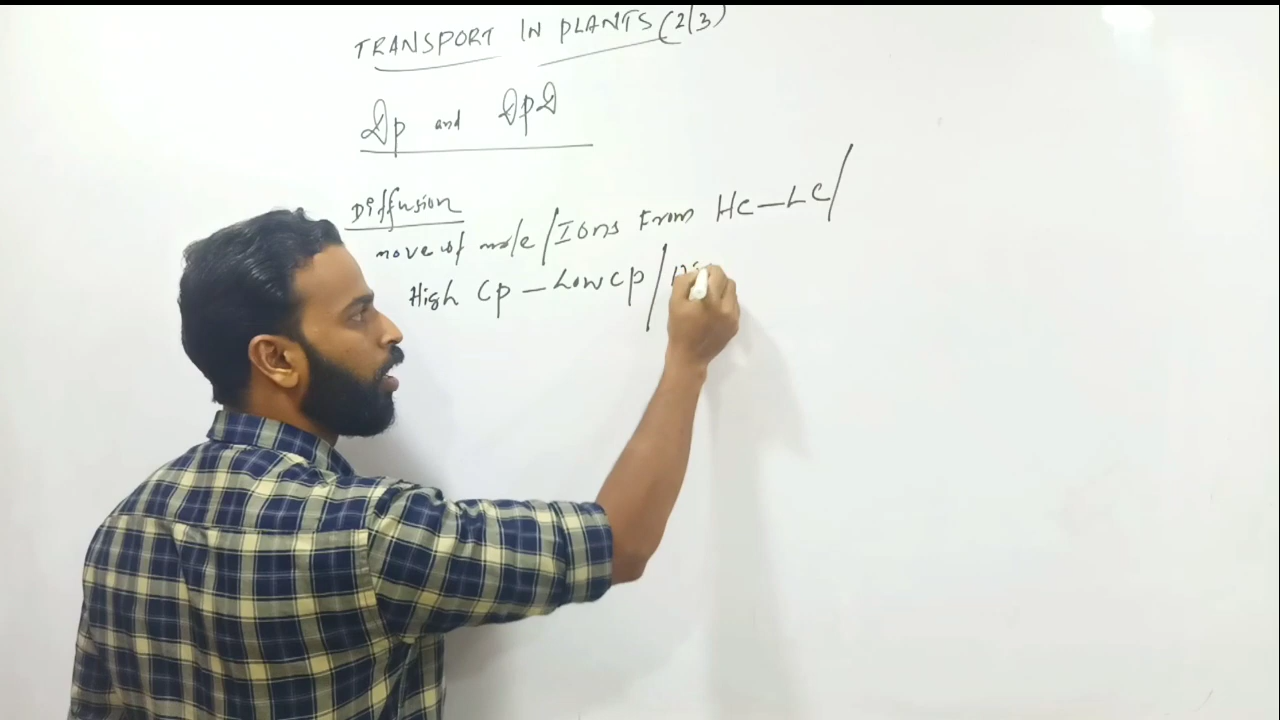 TRANSPORT IN PLANTS (2/3)
Dp and DPD
Diffusion
move of mole/Ions From HC-LC/
High Cp - Low Cp/